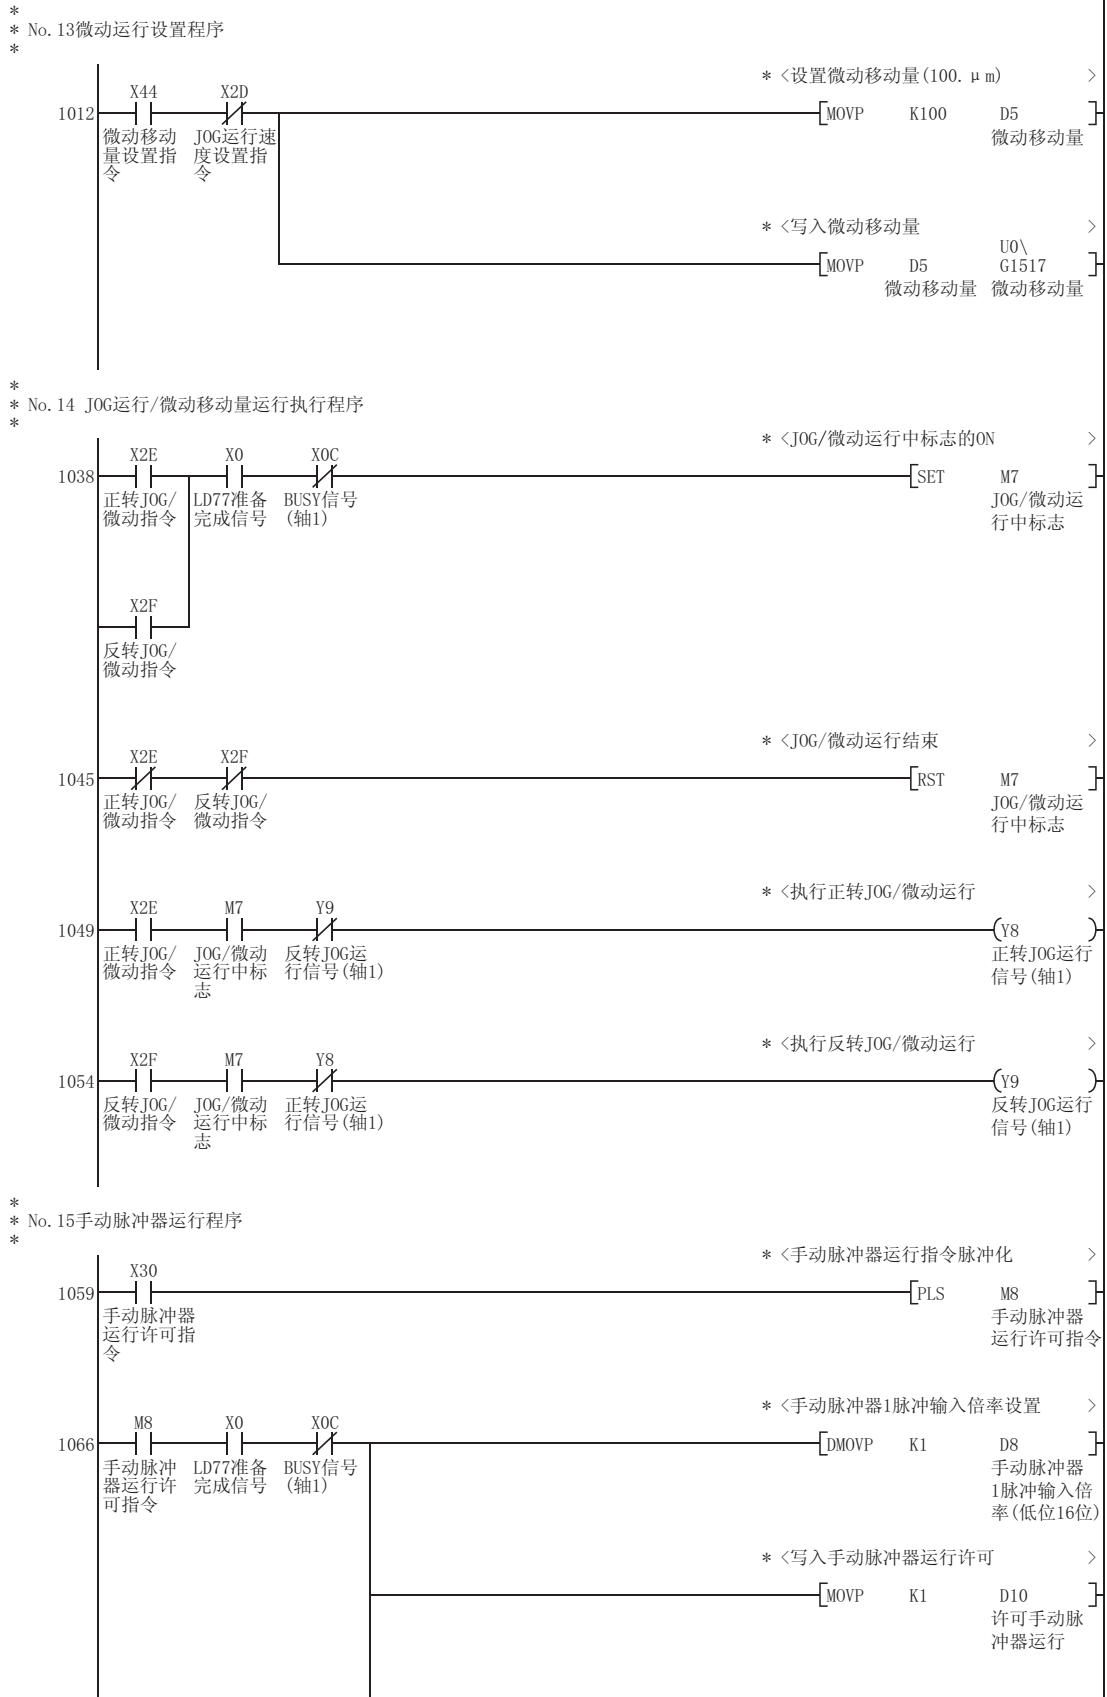 *
* No.13微动运行设置程序
*
* <设置微动移动量(100.μm) >
X44 X2D
1012 MOVP K100 D5
微动移动量设置指令 JOG运行速度设置指令 微动移动量
* <写入微动移动量 >
U0\
MOVP D5 G1517
微动移动量 微动移动量
*
* No.14 JOG运行/微动移动量运行执行程序
*
* <JOG/微动运行中标志的ON >
X2E X0 X0C
1038 SET M7
正转JOG/ LD77准备 BUSY信号 JOG/微动运
微动指令 完成信号 (轴1) 行中标志
X2F
反转JOG/
微动指令
* <JOG/微动运行结束 >
X2E X2F
1045 RST M7
正转JOG/ 反转JOG/ JOG/微动运
微动指令 微动指令 行中标志
* <执行正转JOG/微动运行 >
X2E M7 Y9
1049 Y8
正转JOG/ JOG/微动 反转JOG运 正转JOG运行
微动指令 运行中标 行信号(轴1) 信号(轴1)
志
* <执行反转JOG/微动运行 >
X2F M7 Y8
1054 Y9
反转JOG/ JOG/微动 正转JOG运 反转JOG运行
微动指令 运行中标 行信号(轴1) 信号(轴1)
志
*
* No.15手动脉冲器运行程序
*
* <手动脉冲器运行指令脉冲化 >
X30
1059 PLS M8
手动脉冲器 手动脉冲器
运行许可指 运行许可指令
令
* <手动脉冲器1脉冲输入倍率设置 >
M8 X0 X0C
1066 DMOVP K1 D8
手动脉冲 LD77准备 BUSY信号 手动脉冲器
器运行许 完成信号 (轴1) 1脉冲输入倍
可指令 率(低位16位)
* <写入手动脉冲器运行许可 >
MOVP K1 D10
许可手动脉
冲器运行